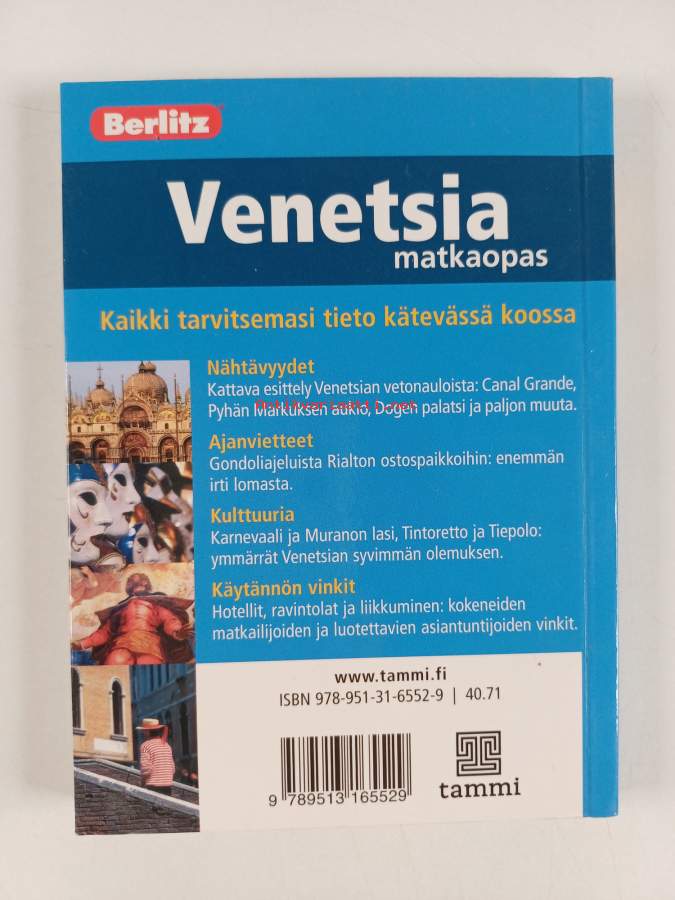 Berlitz
Venetsia
matkaopas
Kaikki tarvitsemasi tieto kätevässä koossa
Nähtävyydet
Kattava esittely Venetsian vetonauloista: Canal Grande,
Pyhän Markuksen aukio, Dogen palatsi ja paljon muuta.
Antikvariaatti.net
Ajanvietteet
Gondoliajeluista Rialton ostospaikkoihin: enemmän
irti lomasta.
Kulttuuria
Karnevaali ja Muranon lasi, Tintoretto ja Tiepolo:
ymmärrät Venetsian syvimmän olemuksen.
Käytännön vinkit
Hotellit, ravintolat ja liikkuminen: kokeneiden
matkailijoiden ja luotettavien asiantuntijoiden vinkit.
www.tammi.fi
ISBN 978-951-31-6552-9 | 40.71
9 789513 165529
tammi